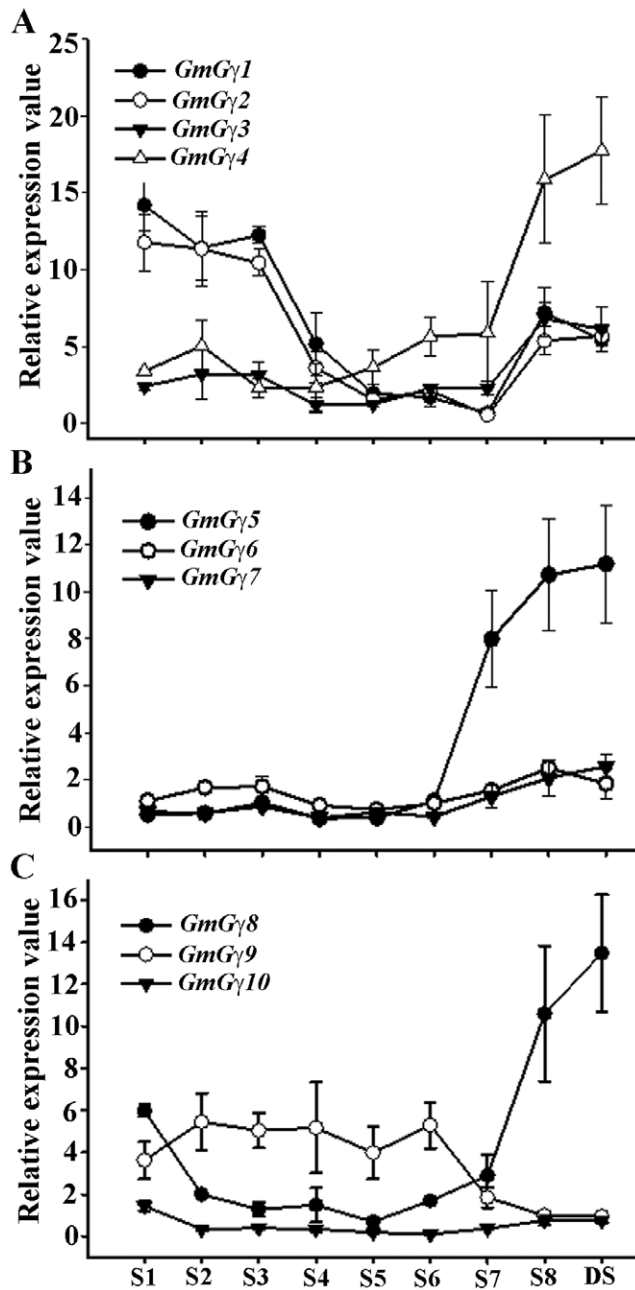 A
Relative expression value
25
20
15
10
5
0
GmGγ1
GmGγ2
GmGγ3
GmGγ4
B
Relative expression value
14
12
10
8
6
4
2
0
GmGγ5
GmGγ6
GmGγ7
C
Relative expression value
16
14
12
10
8
6
4
2
0
GmGγ8
GmGγ9
GmGγ10
S1 S2 S3 S4 S5 S6 S7 S8 DS